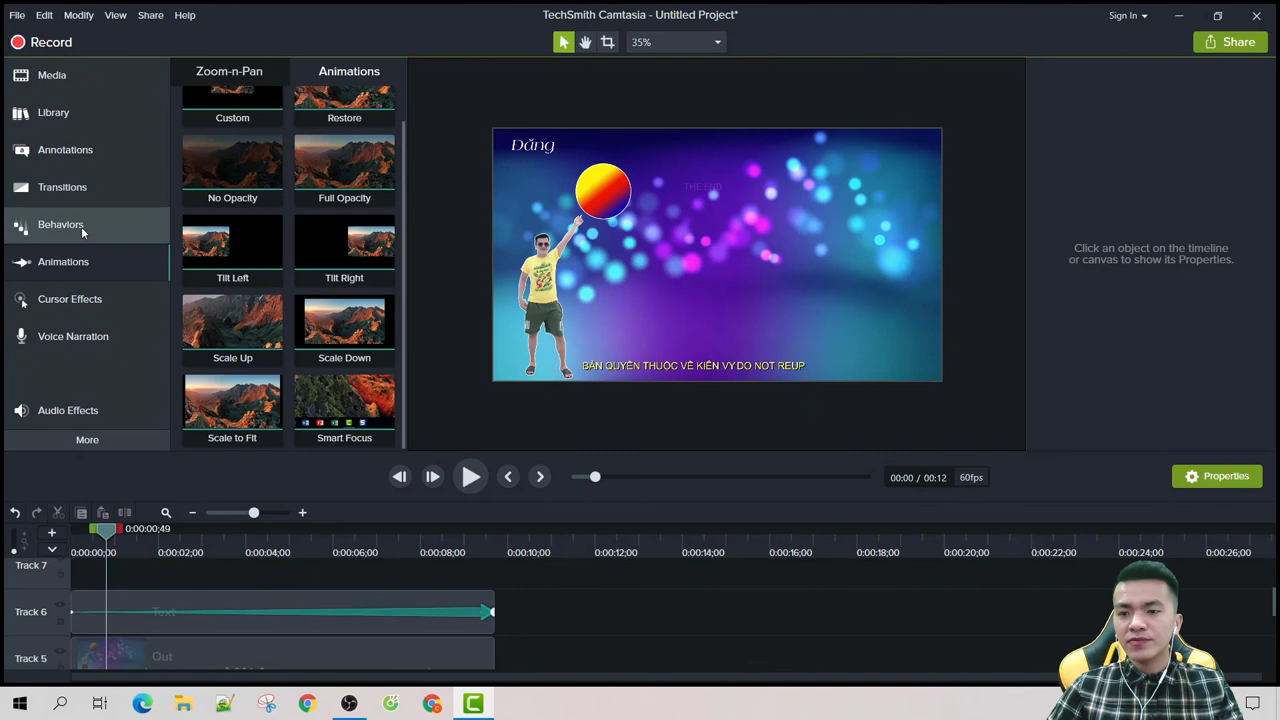 File Edit Modify View Share Help
TechSmith Camtasia - Untitled Project*
Sign In
Record
35%
Share
Media
Library
Annotations
Transitions
Behaviors
Animations
Cursor Effects
Voice Narration
Audio Effects
More
Zoom-n-Pan
Animations
Custom
Restore
No Opacity
Full Opacity
Tilt Left
Tilt Right
Scale Up
Scale Down
Scale to Fit
Smart Focus
Đăng
THE END
BẢN QUYỀN THUỘC VỀ KIÊN VY DO NOT REUP
Click an object on the timeline
or canvas to show its Properties.
00:00 / 00:12
60fps
Properties
0:00:00;49
0:00:00;00 0:00:02;00 0:00:04;00 0:00:06;00 0:00:08;00 0:00:10;00 0:00:12;00 0:00:14;00 0:00:16;00 0:00:18;00 0:00:20;00 0:00:22;00 0:00:24;00 0:00:26;00
Track 7
Track 6
Text
Track 5
Out